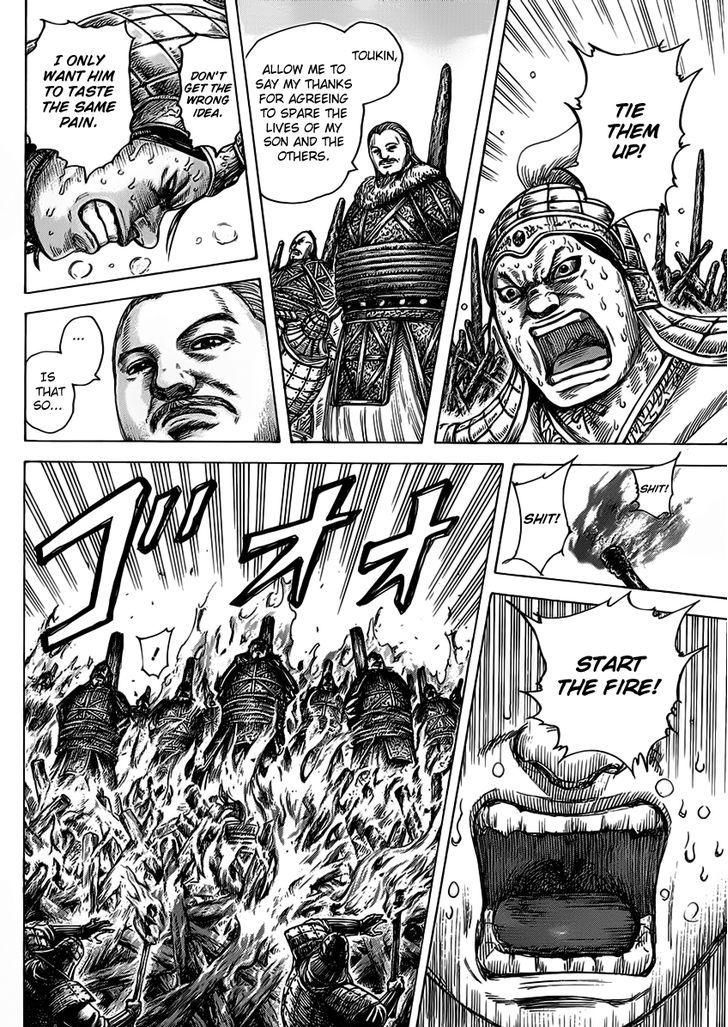 TIE
THEM
UP!
TOUKIN,
ALLOW ME TO
SAY MY THANKS
FOR AGREEING
TO SPARE
THE LIVES OF MY
SON AND THE
OTHERS.
DON'T
GET THE
WRONG
IDEA.
I ONLY
WANT HIM
TO TASTE
THE SAME
PAIN.
...
IS
THAT
SO...
SHIT!
SHIT!
START
THE FIRE!
ゴオオ
!